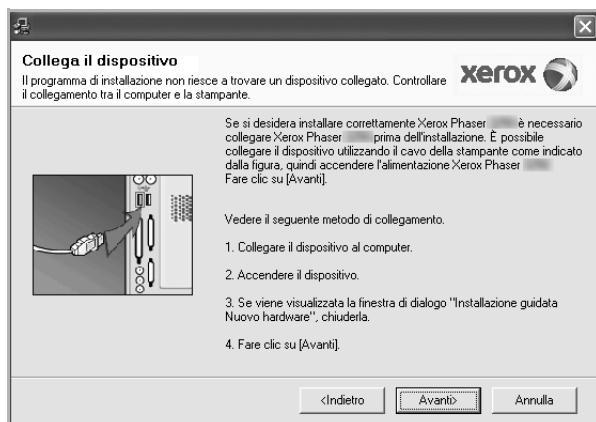 Collega il dispositivo
Il programma di installazione non riesce a trovare un dispositivo collegato. Controllare
il collegamento tra il computer e la stampante.
xerox
Se si desidera installare correttamente Xerox Phaser è necessario
collegare Xerox Phaser prima dell'installazione. È possibile
collegare il dispositivo utilizzando il cavo della stampante come indicato
dalla figura, quindi accendere l'alimentazione Xerox Phaser
Fare clic su [Avanti].
Vedere il seguente metodo di collegamento.
1. Collegare il dispositivo al computer.
2. Accendere il dispositivo.
3. Se viene visualizzata la finestra di dialogo "Installazione guidata
Nuovo hardware", chiuderla.
4. Fare clic su [Avanti].
<Indietro
Avanti>
Annulla